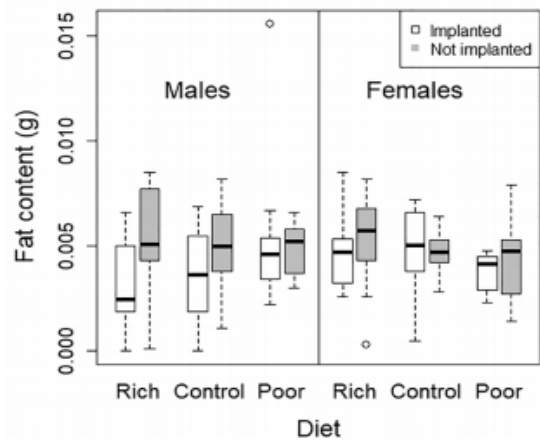 0.015
0.010
0.005
0.000
Fat content (g)
Implanted
Not implanted
Males
Females
Rich Control Poor Rich Control Poor
Diet